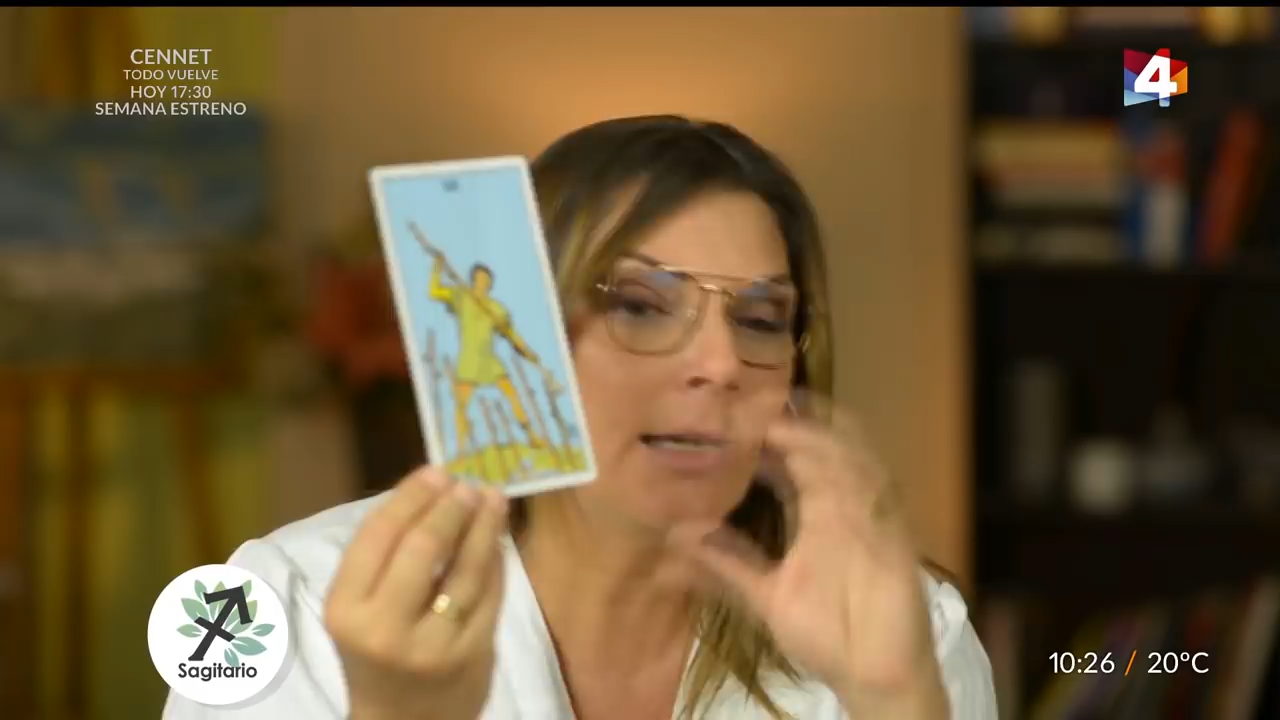 CENNET
TODO VUELVE
HOY 17:30
SEMANA ESTRENO
4
Sagitario
10:26 / 20°C